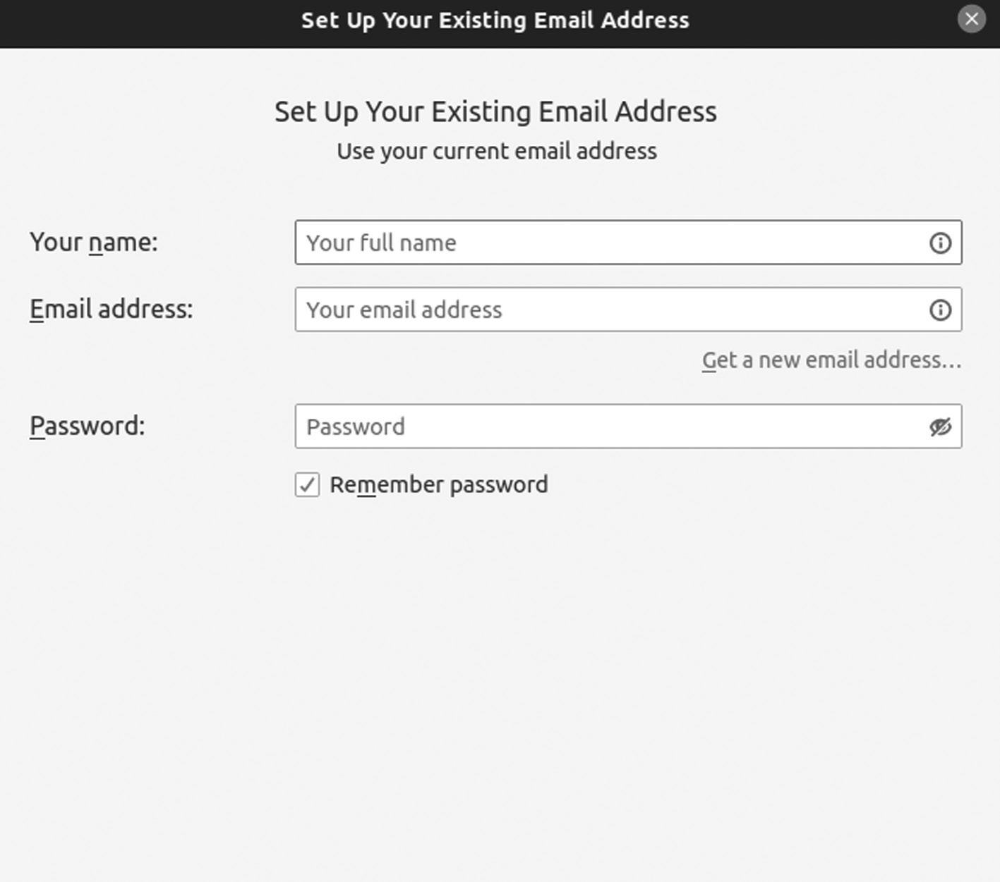 Set Up Your Existing Email Address
Set Up Your Existing Email Address
Use your current email address
Your name:
Your full name
Email address:
Your email address
Get a new email address...
Password:
Password
Remember password